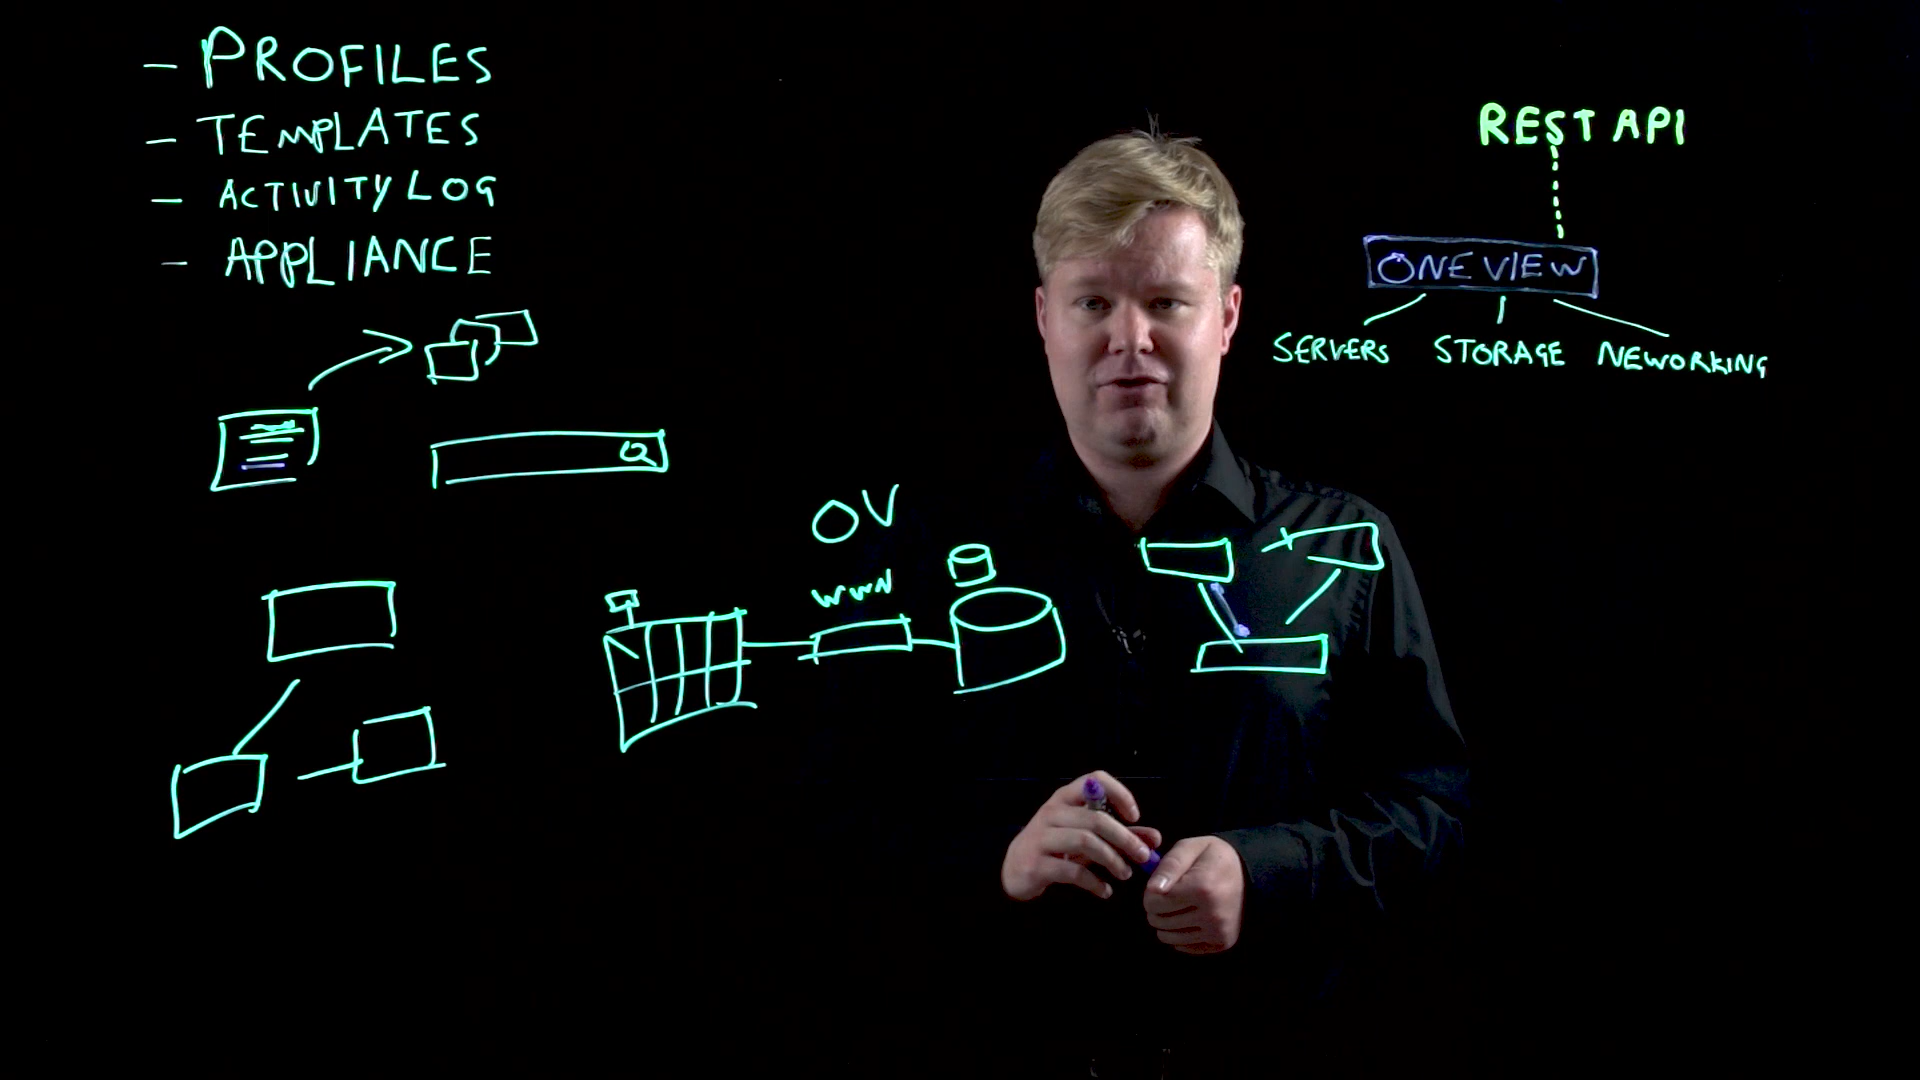 - PROFILES
- TEMPLATES
- ACTIVITY LOG
- APPLIANCE
REST API
ONE VIEW
SERVERS STORAGE NEWORKING
OV
WWN